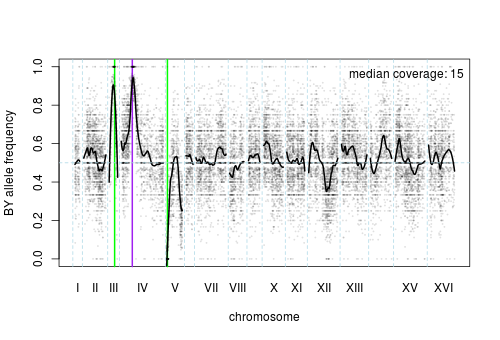 median coverage: 15
BY allele frequency
0.0 0.2 0.4 0.6 0.8 1.0
I II III IV V VII VIII X XI XII XIII XV XVI
chromosome